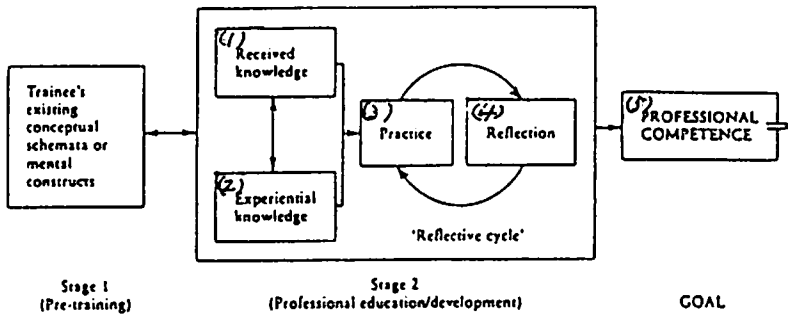 Trainee's
existing
conceptual
schemata or
mental
constructs
(1)
Received
knowledge
(2)
Experiential
knowledge
(3)
Practice
(4)
Reflection
'Reflective cycle'
(5)
PROFESSIONAL
COMPETENCE
Stage 1
(Pre-training)
Stage 2
(Professional education/development)
GOAL